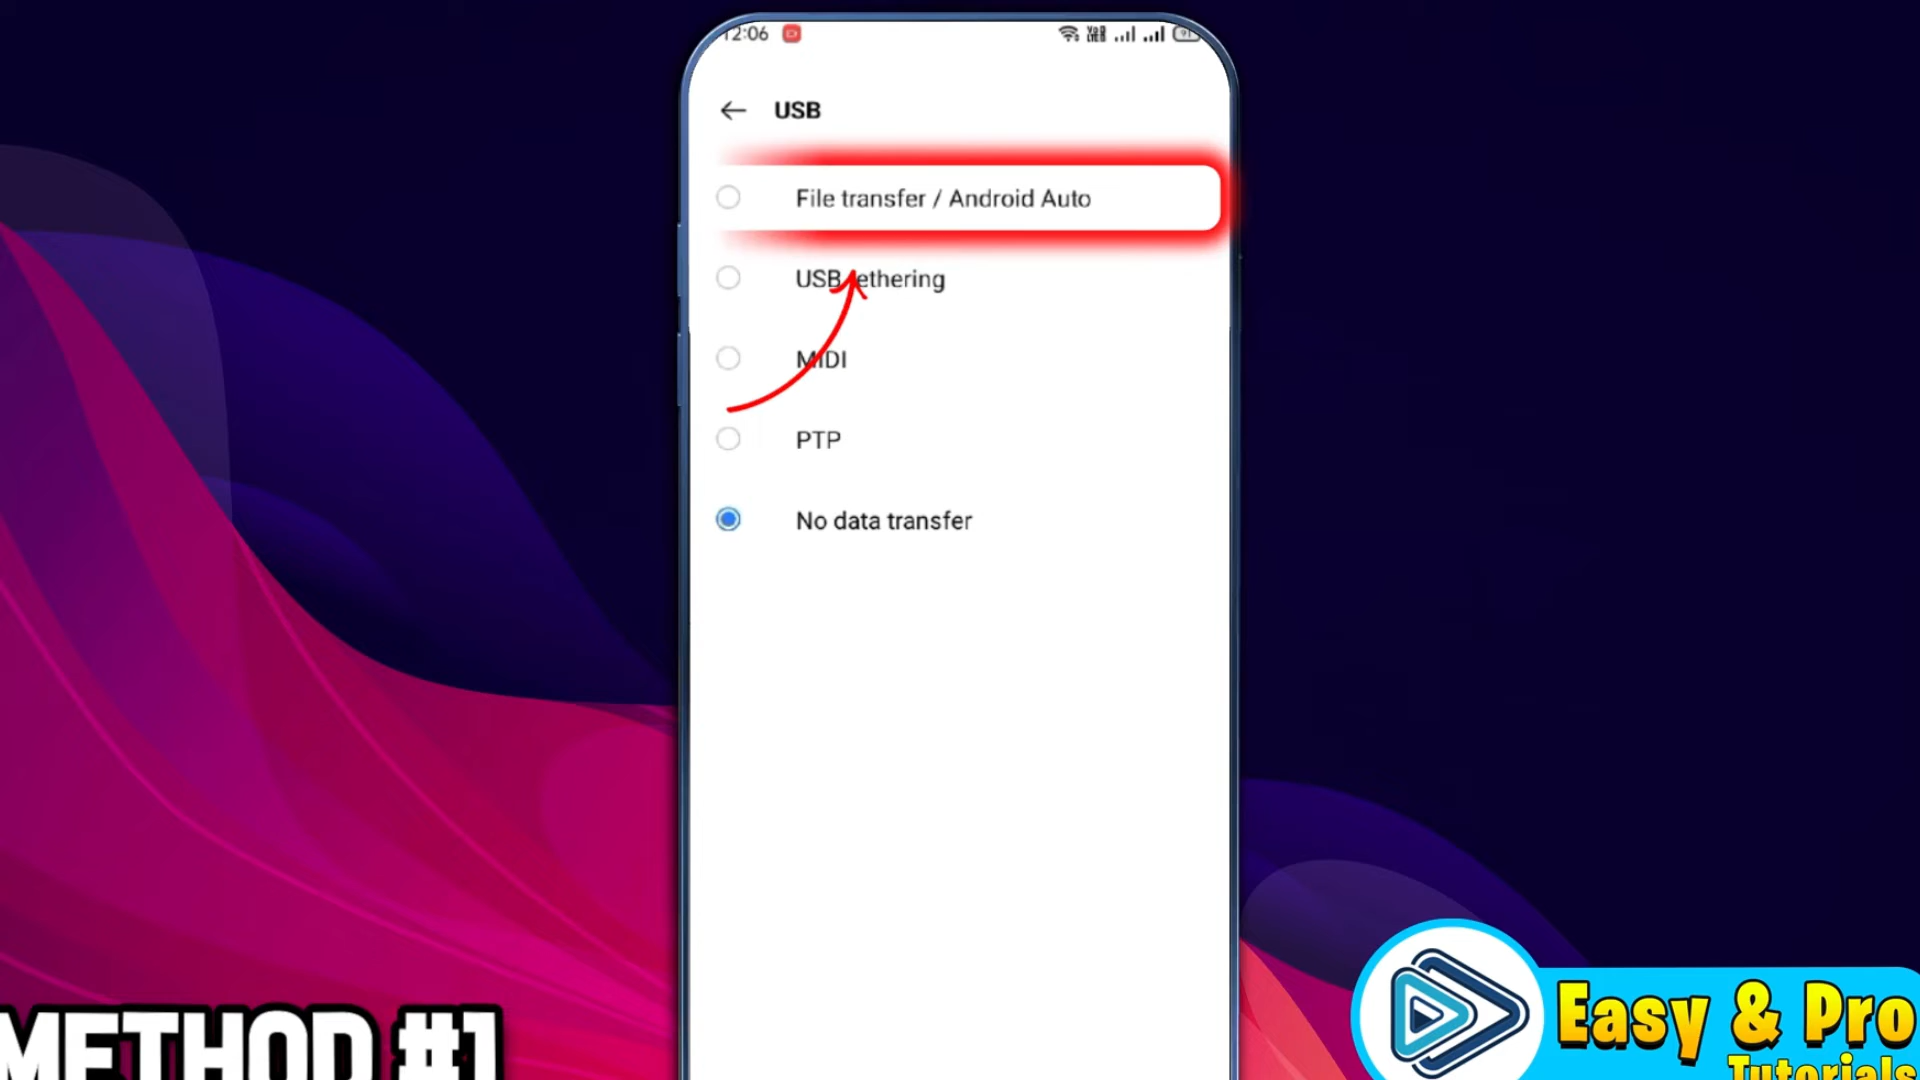 12:06
USB
File transfer / Android Auto
USB tethering
MIDI
PTP
No data transfer
METHOD #1
Easy & Pro
Tutorials